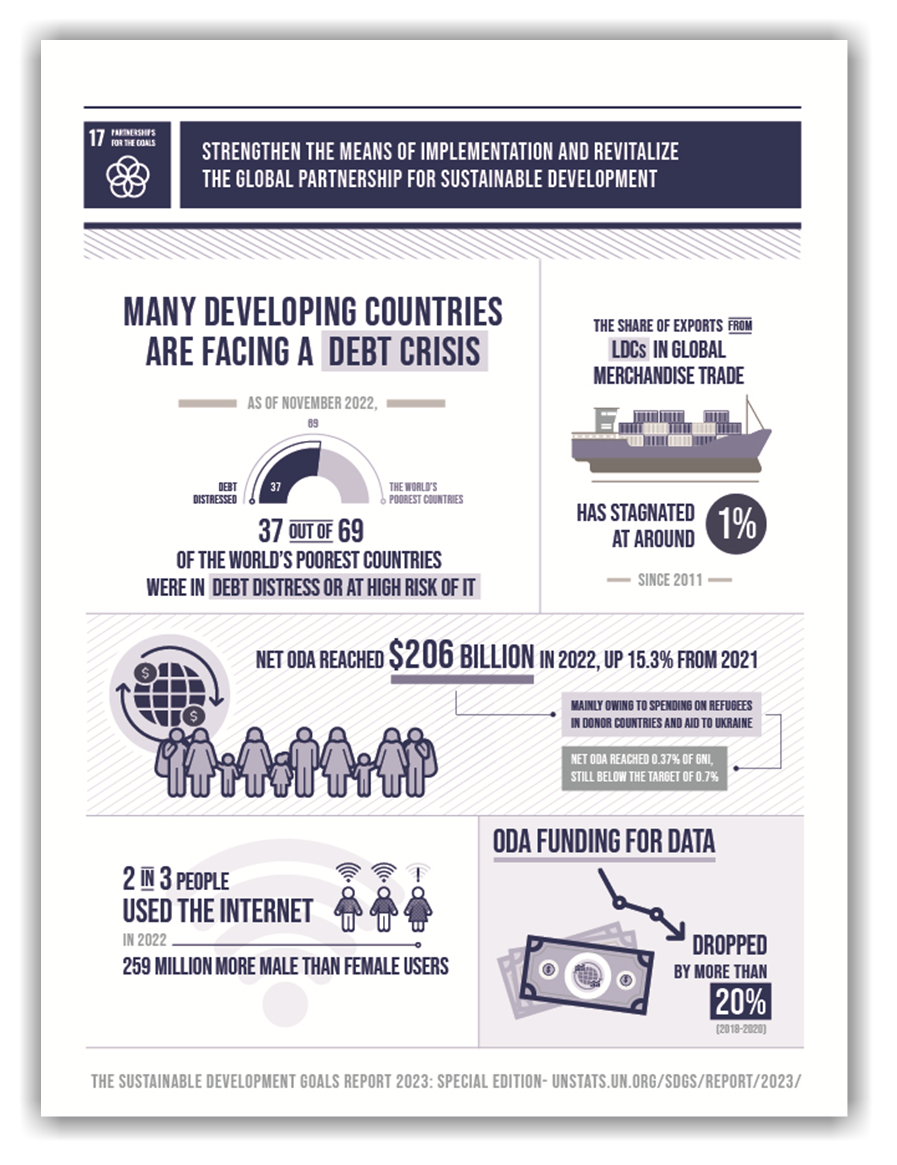 17 PARTNERSHIPS
FOR THE GOALS
STRENGTHEN THE MEANS OF IMPLEMENTATION AND REVITALIZE
THE GLOBAL PARTNERSHIP FOR SUSTAINABLE DEVELOPMENT
MANY DEVELOPING COUNTRIES
ARE FACING A DEBT CRISIS
AS OF NOVEMBER 2022,
69
37
DEBT
DISTRESSED
THE WORLD'S
POOREST COUNTRIES
37 OUT OF 69
OF THE WORLD'S POOREST COUNTRIES
WERE IN DEBT DISTRESS OR AT HIGH RISK OF IT
THE SHARE OF EXPORTS FROM
LDCs IN GLOBAL
MERCHANDISE TRADE
HAS STAGNATED
AT AROUND
1%
SINCE 2011
NET ODA REACHED $206 BILLION IN 2022, UP 15.3% FROM 2021
$
$
MAINLY OWING TO SPENDING ON REFUGEES
IN DONOR COUNTRIES AND AID TO UKRAINE
NET ODA REACHED 0.37% OF GNI,
STILL BELOW THE TARGET OF 0.7%
2 IN 3 PEOPLE
USED THE INTERNET
IN 2022
259 MILLION MORE MALE THAN FEMALE USERS
!
ODA FUNDING FOR DATA
$
$
DROPPED
BY MORE THAN
20%
(2018-2020)
THE SUSTAINABLE DEVELOPMENT GOALS REPORT 2023: SPECIAL EDITION- UNSTATS.UN.ORG/SDGS/REPORT/2023/